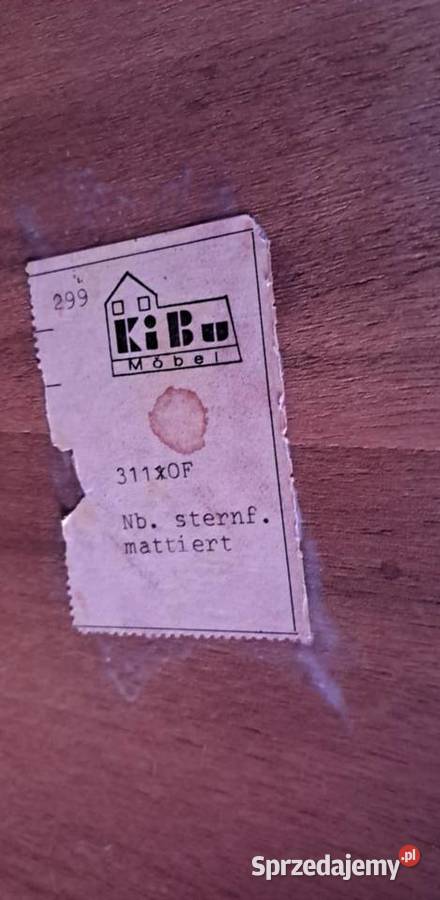 299
KiBu
Möbel
311xOF
Nb. sternf.
mattiert
Sprzedajemy.pl